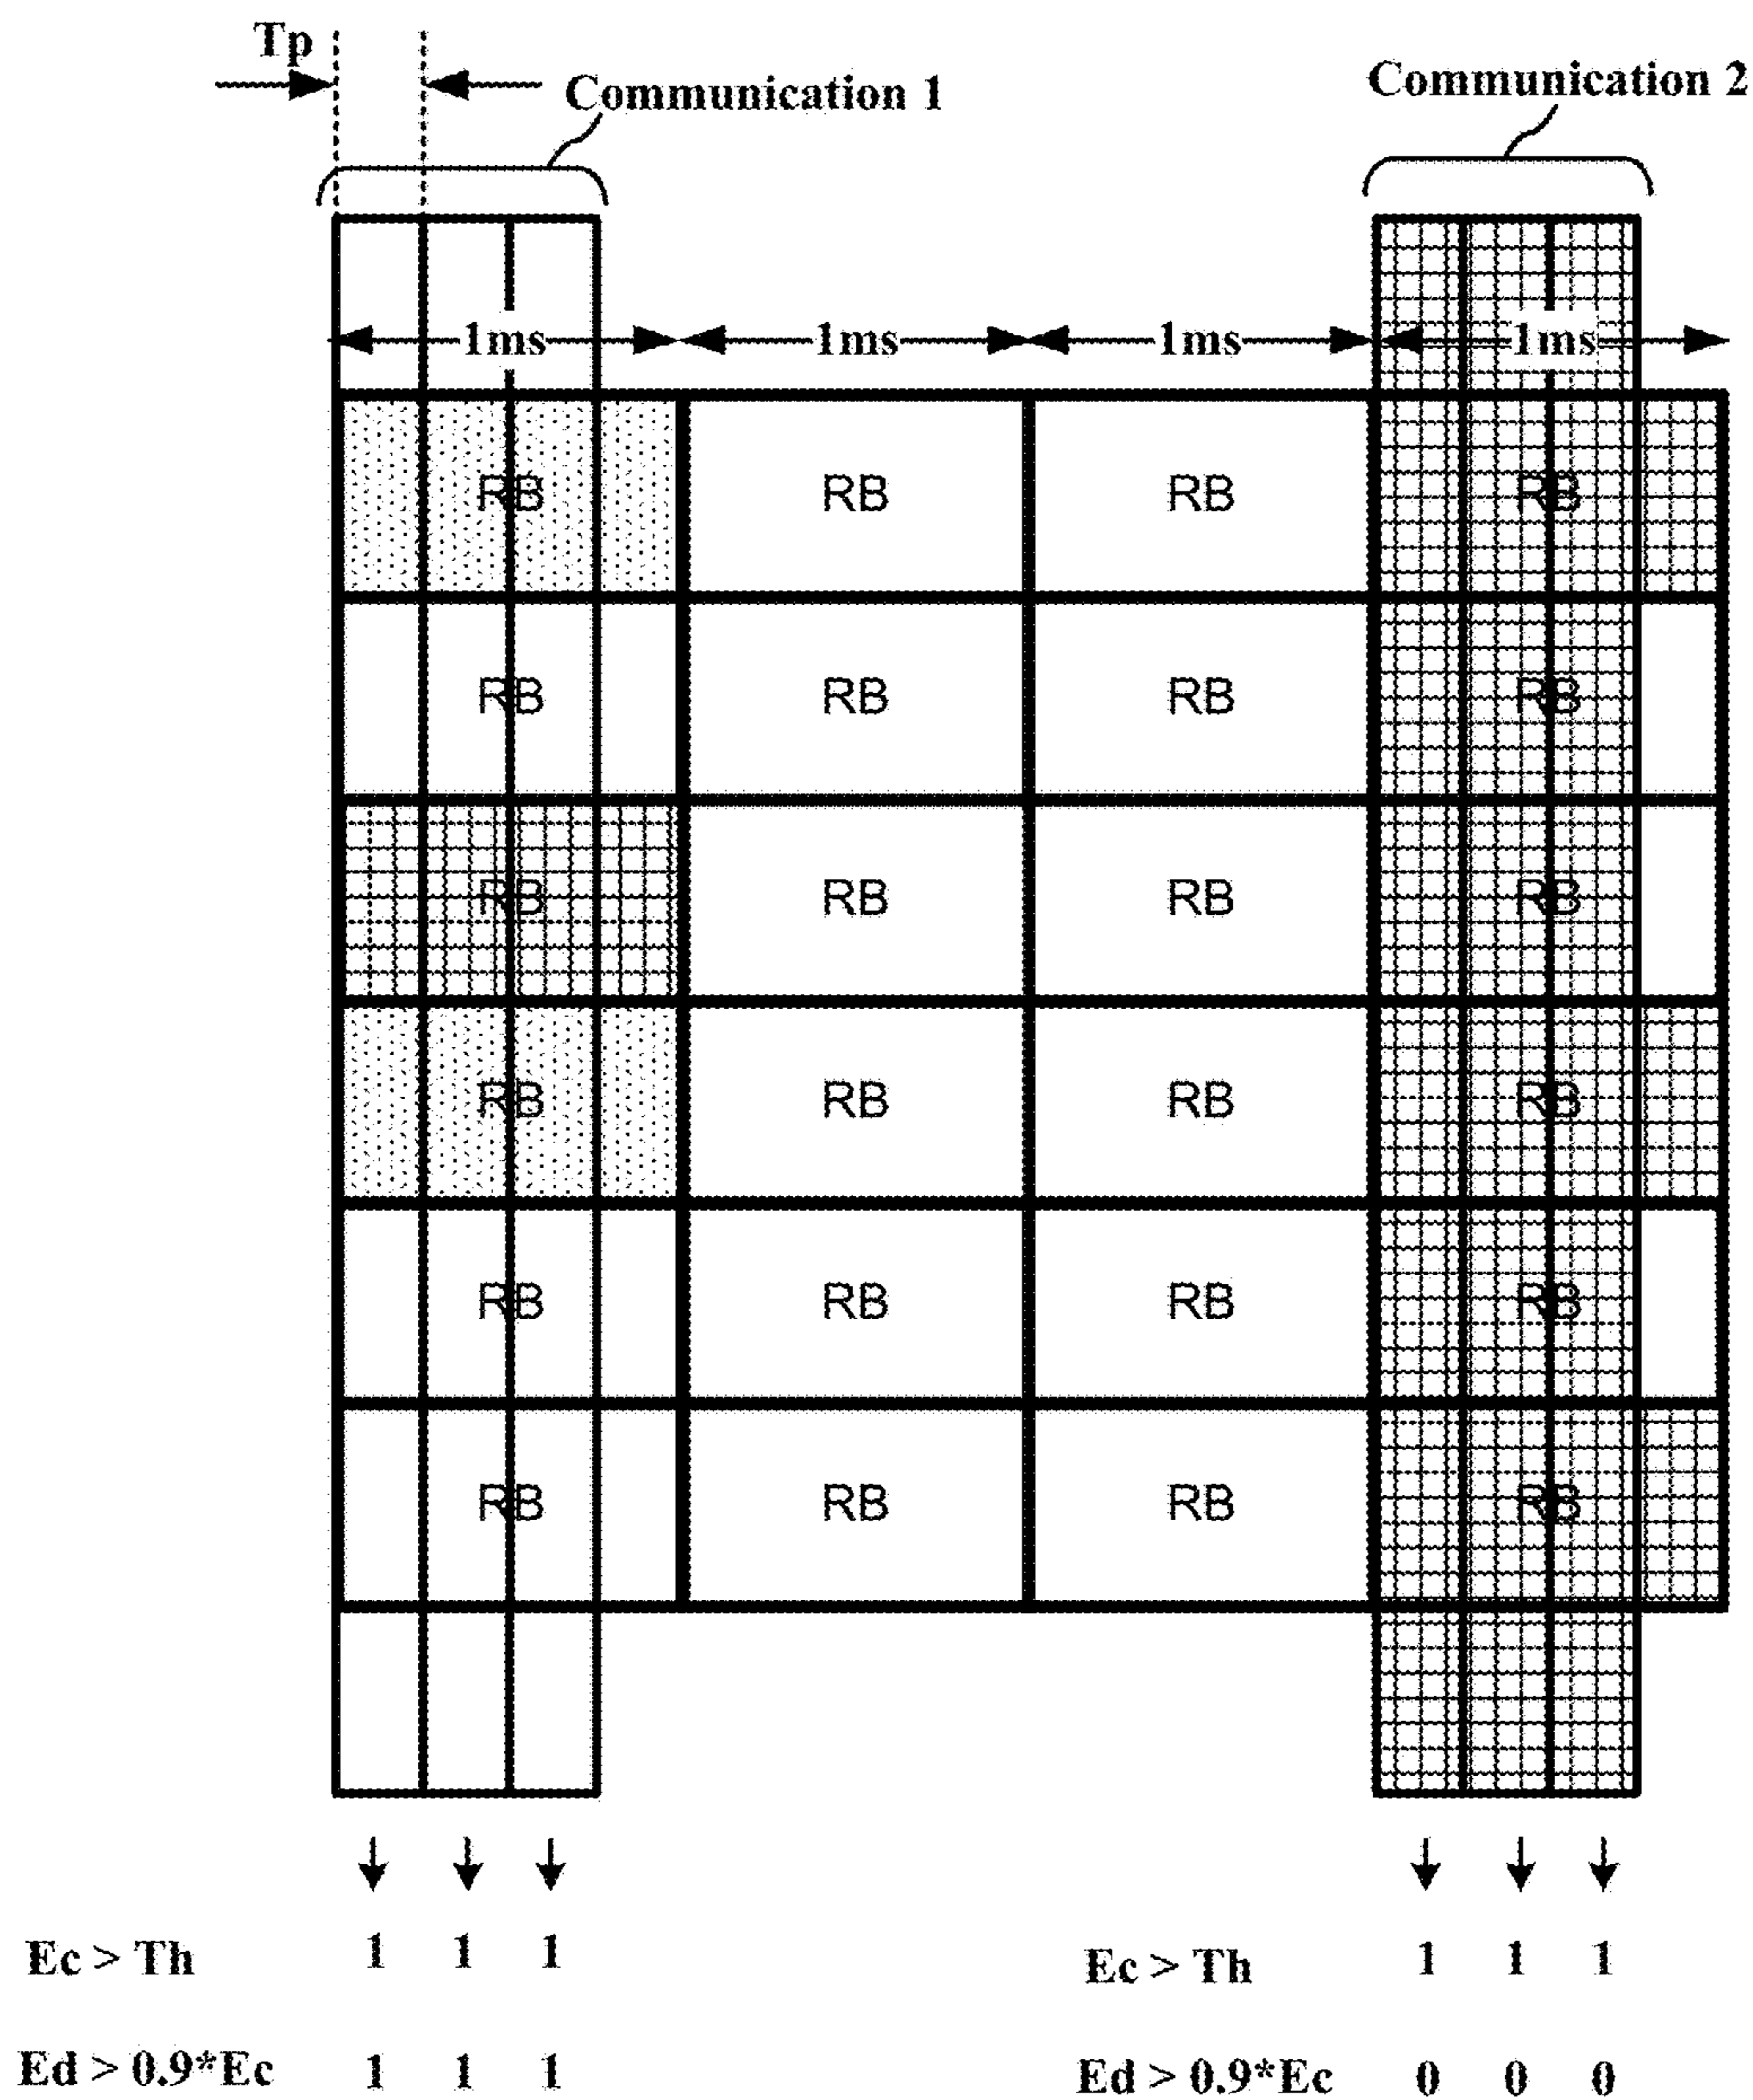 Tp
Communication 1
Communication 2
1ms 1ms 1ms 1ms
RB RB RB RB
RB RB RB RB
RB RB RB RB
RB RB RB RB
RB RB RB RB
RB RB RB RB
Ec > Th 1 1 1
Ec > Th 1 1 1
Ed > 0.9*Ec 1 1 1
Ed > 0.9*Ec 0 0 0